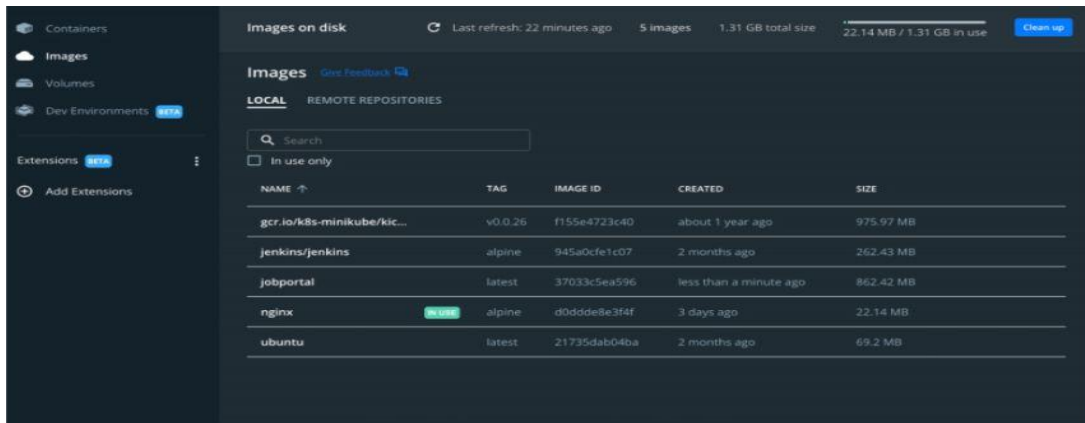 Containers
Images
Volumes
Dev Environments BETA
Extensions BETA
Add Extensions
Images on disk Last refresh: 22 minutes ago 5 images 1.31 GB total size 22.14 MB / 1.31 GB in use Clean up
Images Give Feedback
LOCAL REMOTE REPOSITORIES
Search
In use only
NAME TAG IMAGE ID CREATED SIZE
gcr.io/k8s-minikube/kic... v0.0.26 f155e4723c40 about 1 year ago 975.97 MB
jenkins/jenkins alpine 945a0cfe1c07 2 months ago 262.43 MB
jobportal latest 37033c5ea596 less than a minute ago 862.42 MB
nginx IN USE alpine d0ddde8e3f4f 3 days ago 22.14 MB
ubuntu latest 21735dab04ba 2 months ago 69.2 MB